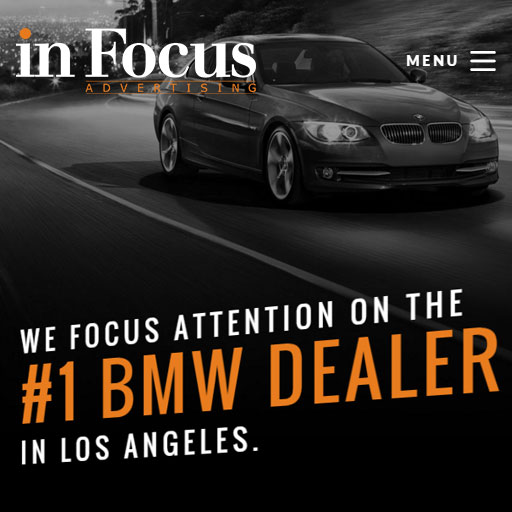 in Focus
ADVERTISING
MENU
WE FOCUS ATTENTION ON THE
#1 BMW DEALER
IN LOS ANGELES.